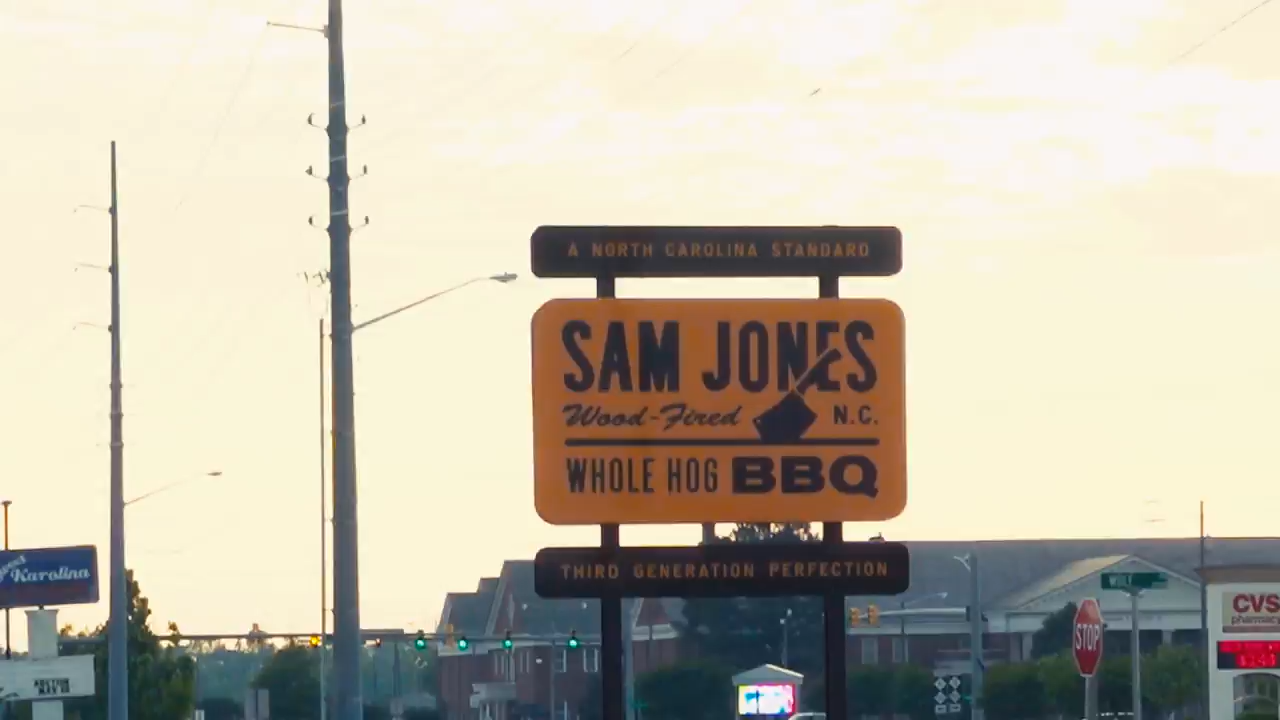 A NORTH CAROLINA STANDARD
SAM JONES
Wood-Fired N.C.
WHOLE HOG BBQ
THIRD GENERATION PERFECTION
Karolina
STOP
CVS
pharmacy